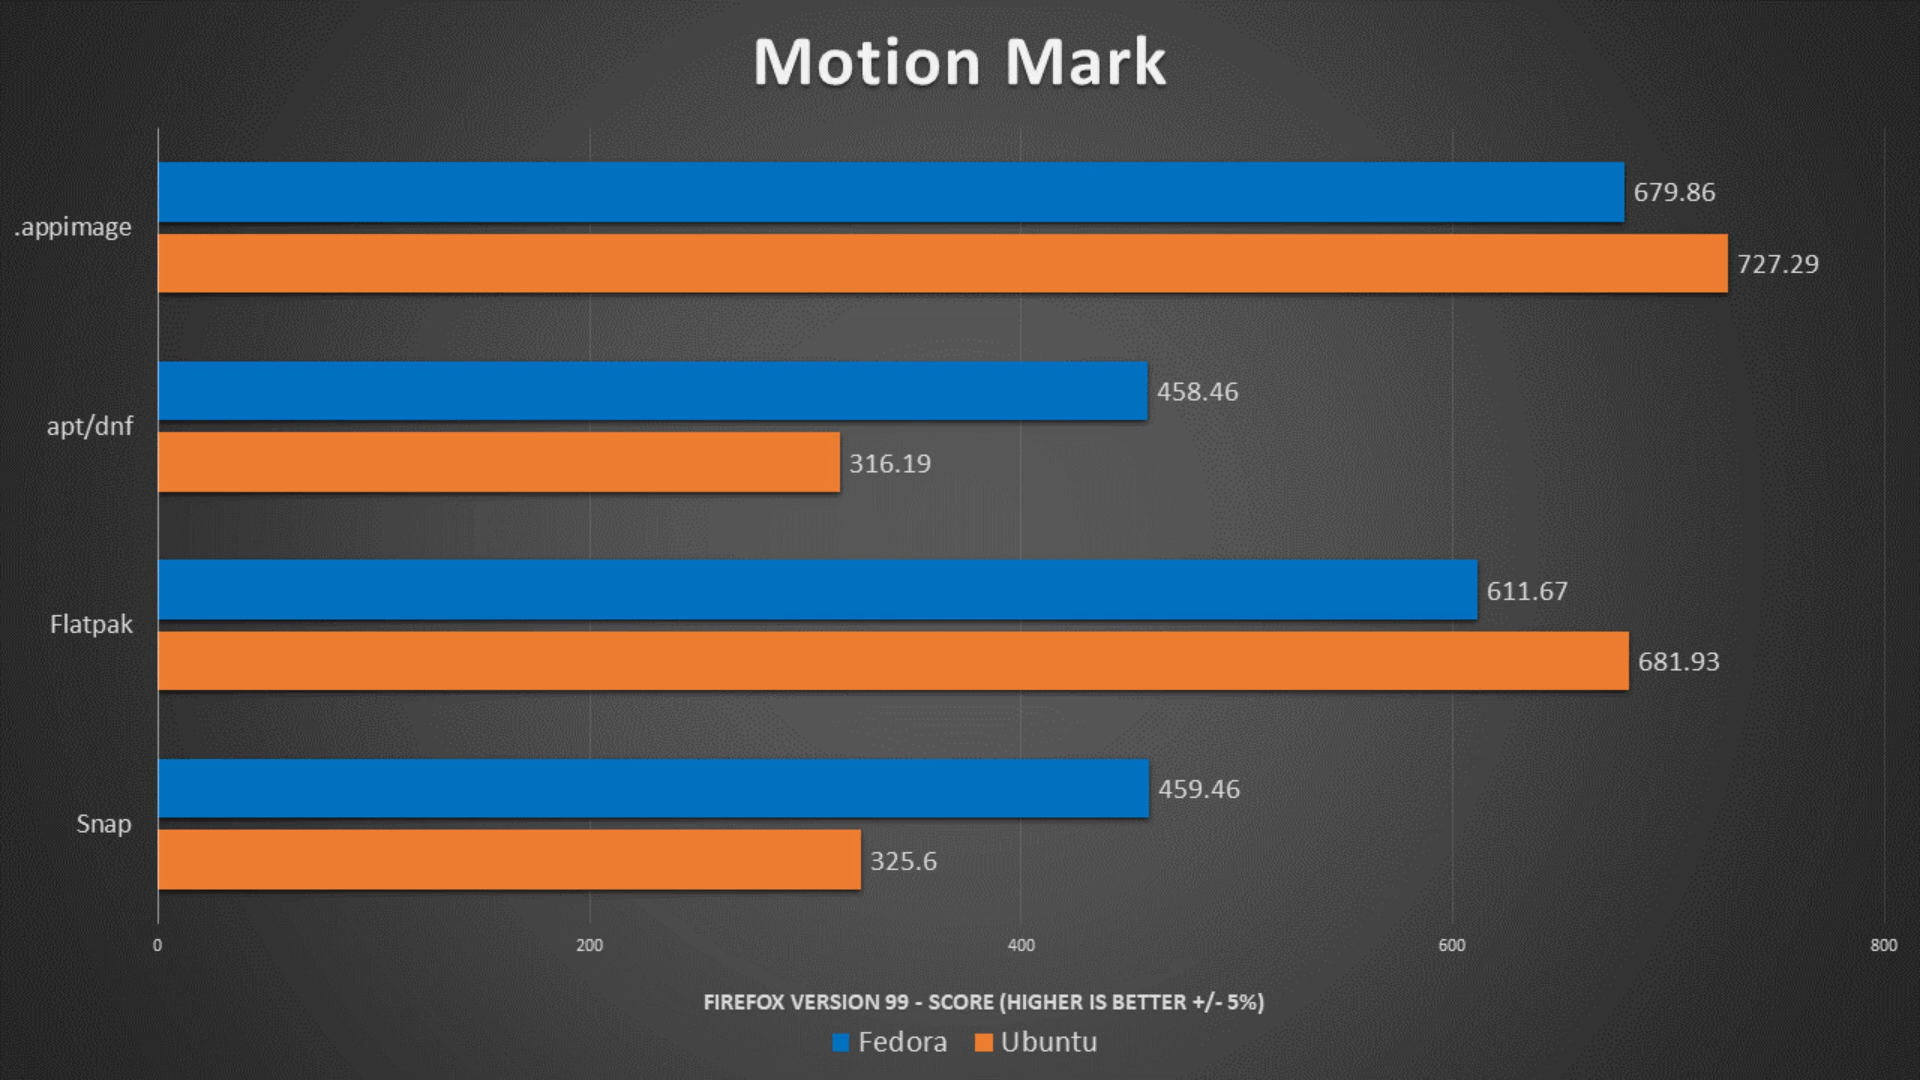 Motion Mark
.appimage
679.86
727.29
apt/dnf
458.46
316.19
Flatpak
611.67
681.93
Snap
459.46
325.6
0 200 400 600 800
FIREFOX VERSION 99 - SCORE (HIGHER IS BETTER +/- 5%)
Fedora Ubuntu